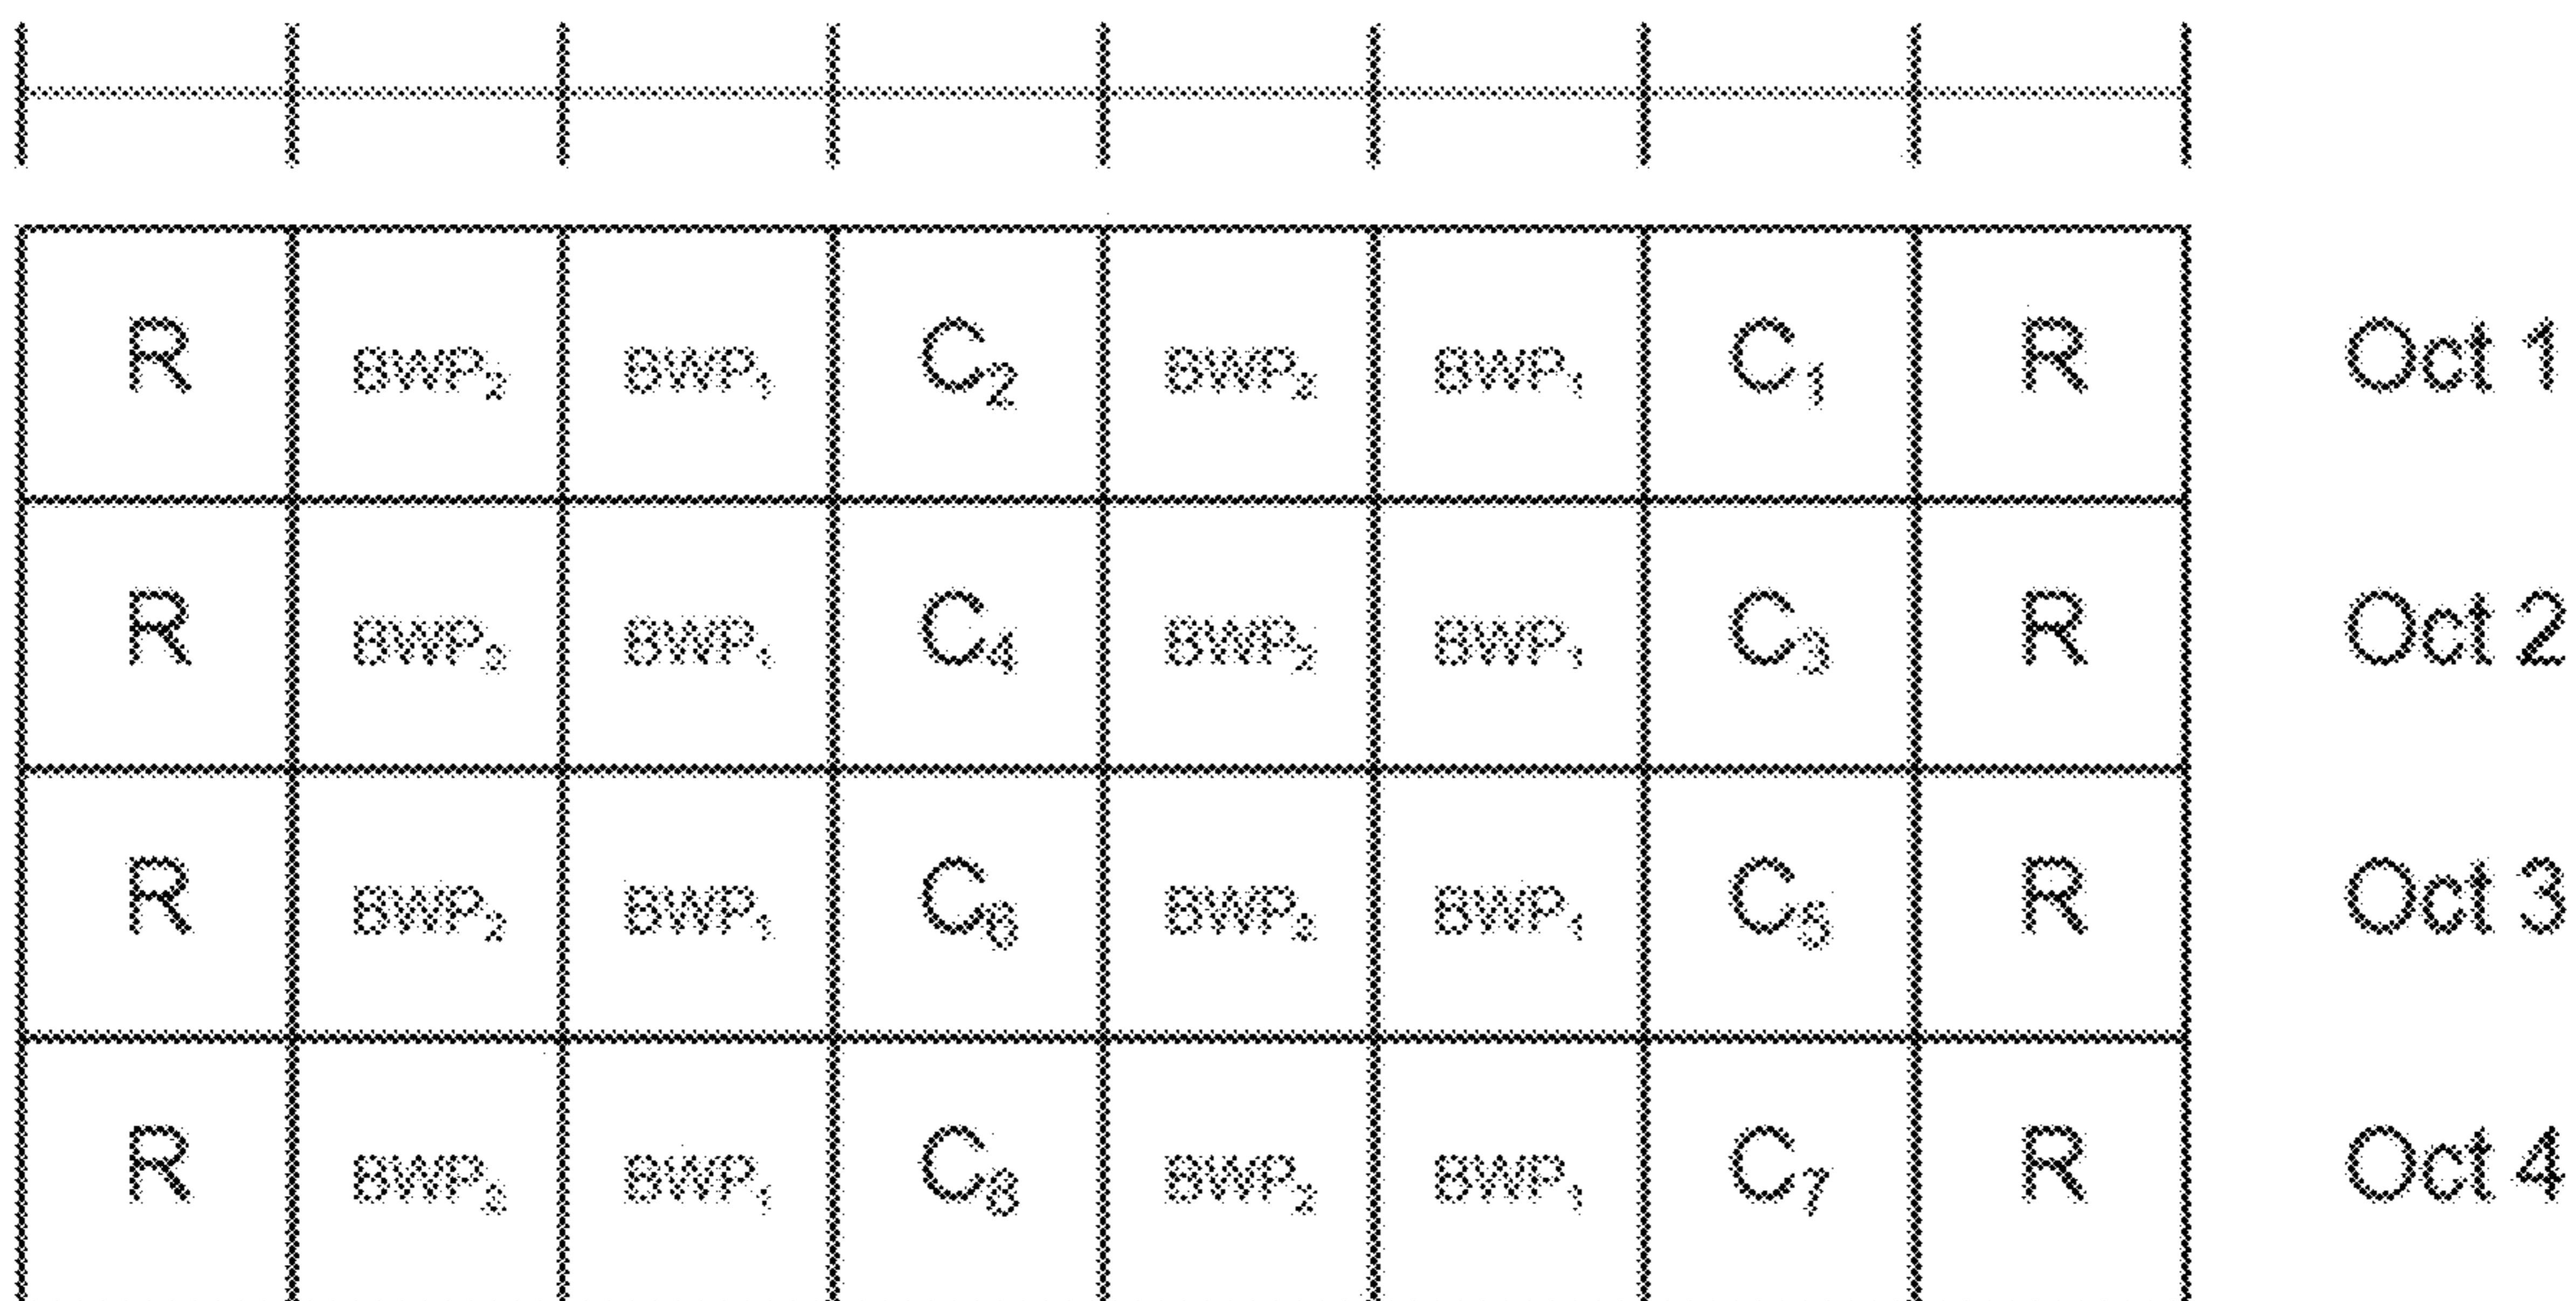 R BWP₂ BWP₁ C₂ BWP₂ BWP₁ C₁ R Oct 1
R BWP₂ BWP₁ C₄ BWP₂ BWP₁ C₃ R Oct 2
R BWP₂ BWP₁ C₆ BWP₂ BWP₁ C₅ R Oct 3
R BWP₂ BWP₁ C₈ BWP₂ BWP₁ C₇ R Oct 4